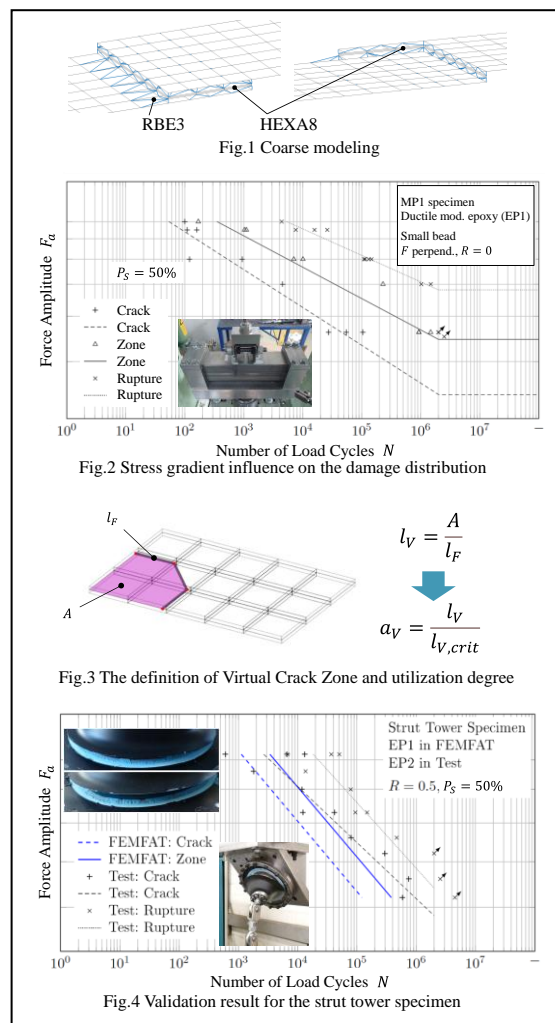 RBE3 HEXA8
Fig.1 Coarse modeling
MP1 specimen
Ductile mod. epoxy (EP1)
Small bead
F perpend., R = 0
P_S = 50%
+ Crack
Crack
Zone
Zone
× Rupture
Rupture
Force Amplitude F_a
10^0 10^1 10^2 10^3 10^4 10^5 10^6 10^7 -
Number of Load Cycles N
Fig.2 Stress gradient influence on the damage distribution
l_F
A
l_V = A / l_F
a_V = l_V / l_{V,crit}
Fig.3 The definition of Virtual Crack Zone and utilization degree
Strut Tower Specimen
EP1 in FEMFAT
EP2 in Test
R = 0.5, P_S = 50%
FEMFAT: Crack
FEMFAT: Zone
+ Test: Crack
Test: Crack
× Test: Rupture
Test: Rupture
Force Amplitude F_a
10^0 10^1 10^2 10^3 10^4 10^5 10^6 10^7 -
Number of Load Cycles N
Fig.4 Validation result for the strut tower specimen